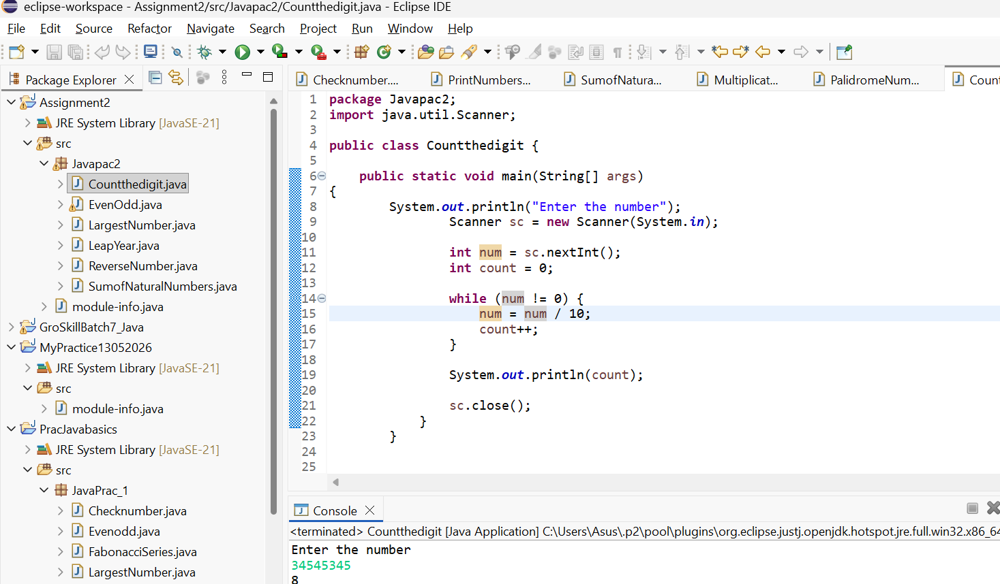 eclipse-workspace - Assignment2/src/Javapac2/Countthedigit.java - Eclipse IDE
File Edit Source Refactor Navigate Search Project Run Window Help
Package Explorer
Assignment2
JRE System Library [JavaSE-21]
src
Javapac2
Countthedigit.java
EvenOdd.java
LargestNumber.java
LeapYear.java
ReverseNumber.java
SumofNaturalNumbers.java
module-info.java
GroSkillBatch7_Java
MyPractice13052026
JRE System Library [JavaSE-21]
src
module-info.java
PracJavabasics
JRE System Library [JavaSE-21]
src
JavaPrac_1
Checknumber.java
Evenodd.java
FabonacciSeries.java
LargestNumber.java
Checknumber.... PrintNumbers... SumofNatura... Multiplicat... PalidromeNum... Count
1 package Javapac2;
2 import java.util.Scanner;
3
4 public class Countthedigit {
5
6 public static void main(String[] args)
7 {
8 System.out.println("Enter the number");
9 Scanner sc = new Scanner(System.in);
10
11 int num = sc.nextInt();
12 int count = 0;
13
14 while (num != 0) {
15 num = num / 10;
16 count++;
17 }
18
19 System.out.println(count);
20
21 sc.close();
22 }
23 }
24
25
Console
<terminated> Countthedigit [Java Application] C:\Users\Asus\.p2\pool\plugins\org.eclipse.justj.openjdk.hotspot.jre.full.win32.x86_64
Enter the number
34545345
8